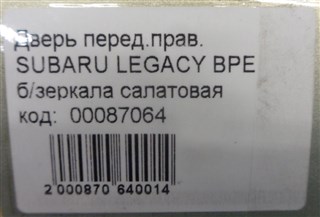 Дверь перед.прав.
SUBARU LEGACY BPE
б/зеркала салатовая
код: 00087064
2 000870 640014